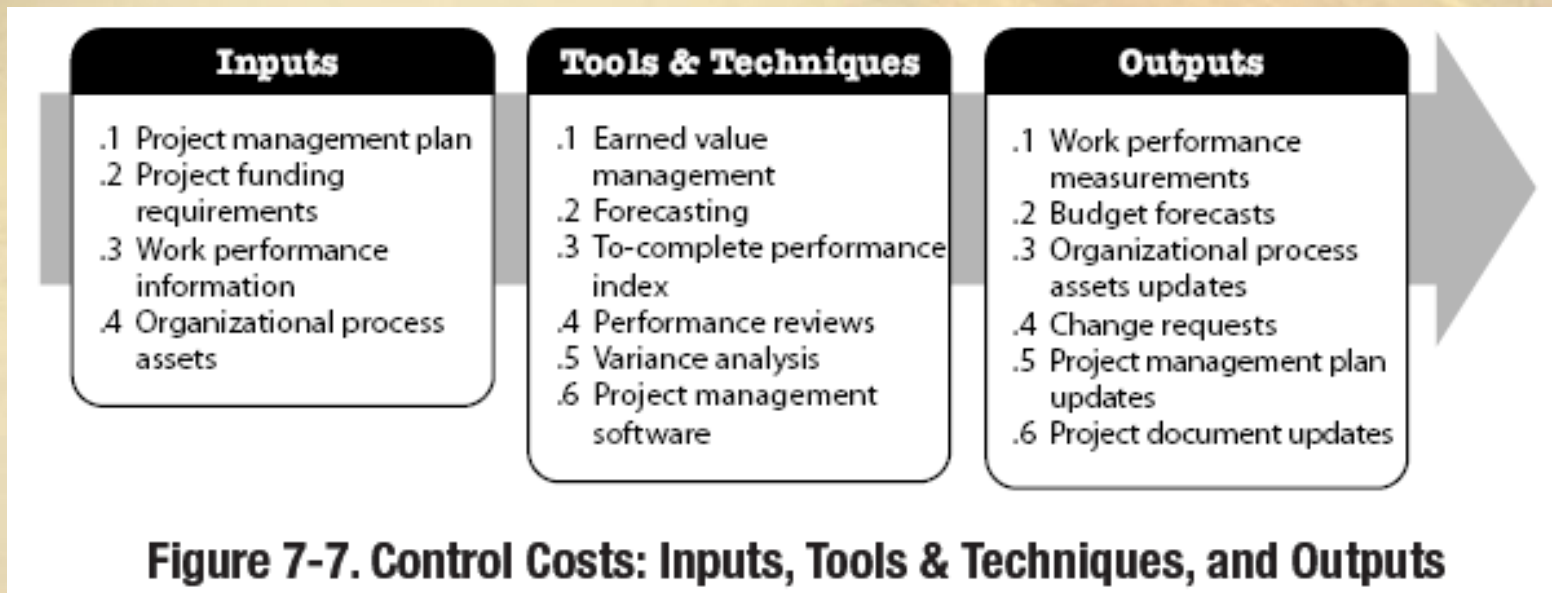 Inputs
.1 Project management plan
.2 Project funding
requirements
.3 Work performance
information
.4 Organizational process
assets
Tools & Techniques
.1 Earned value
management
.2 Forecasting
.3 To-complete performance
index
.4 Performance reviews
.5 Variance analysis
.6 Project management
software
Outputs
.1 Work performance
measurements
.2 Budget forecasts
.3 Organizational process
assets updates
.4 Change requests
.5 Project management plan
updates
.6 Project document updates
Figure 7-7. Control Costs: Inputs, Tools & Techniques, and Outputs